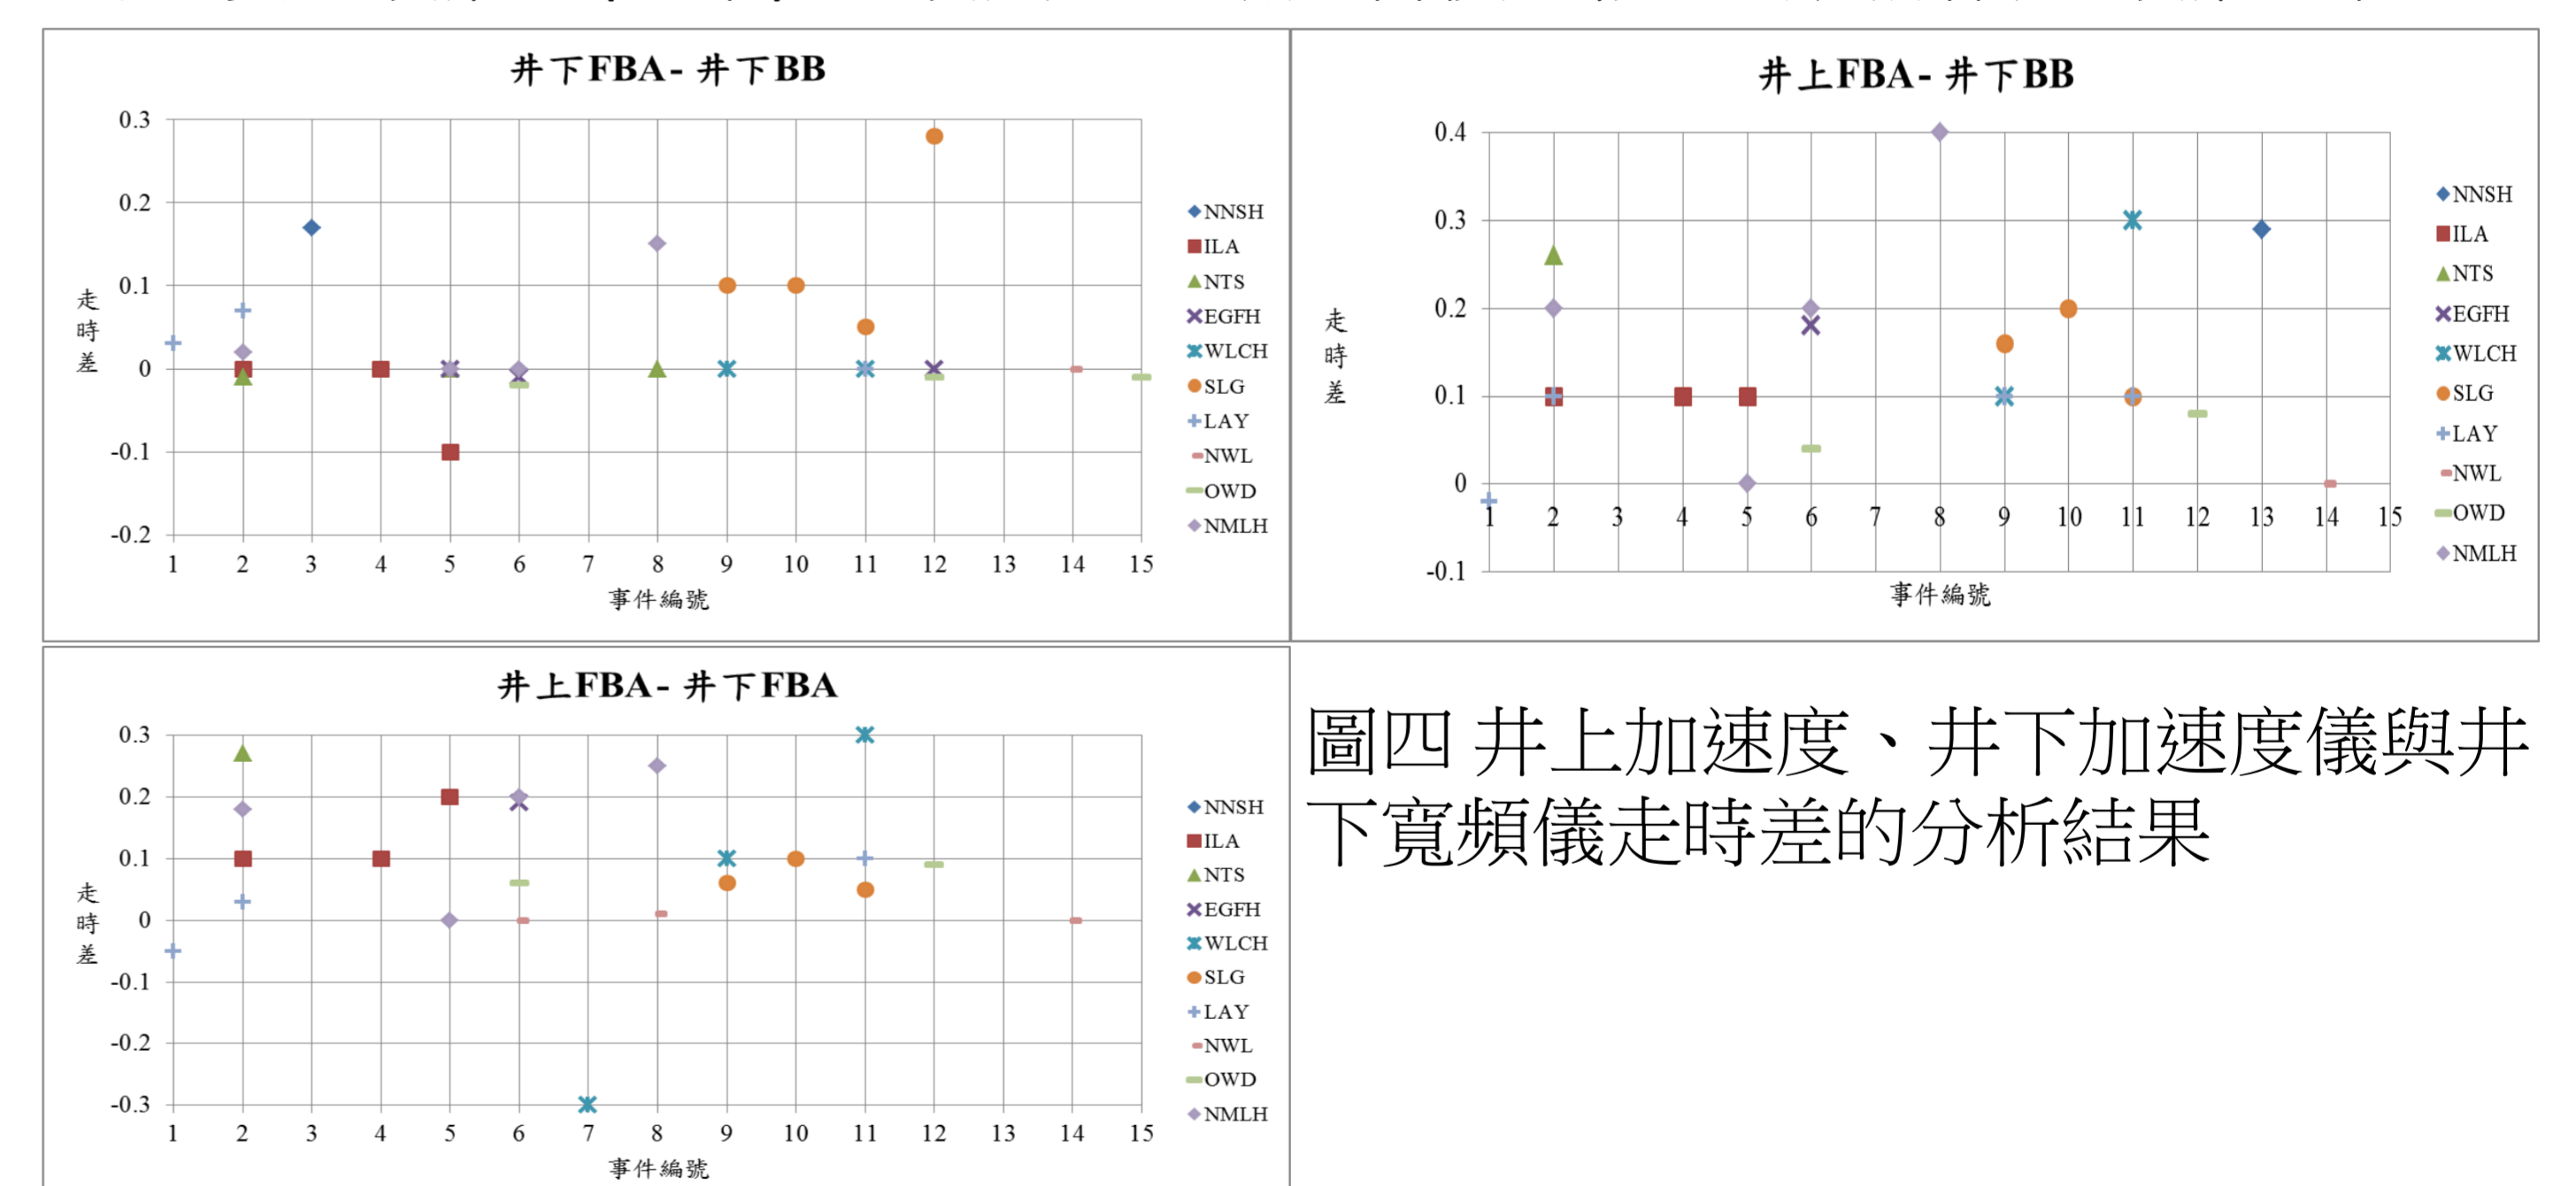 井下FBA- 井下BB
0.3
0.2
0.1
0
-0.1
-0.2
走時差
1 2 3 4 5 6 7 8 9 10 11 12 13 14 15
事件編號
NNSH
ILA
NTS
EGFH
WLCH
SLG
LAY
NWL
OWD
NMLH
井上FBA- 井下BB
0.4
0.3
0.2
0.1
0
-0.1
走時差
1 2 3 4 5 6 7 8 9 10 11 12 13 14 15
事件編號
NNSH
ILA
NTS
EGFH
WLCH
SLG
LAY
NWL
OWD
NMLH
井上FBA- 井下FBA
0.3
0.2
0.1
0
-0.1
-0.2
-0.3
走時差
1 2 3 4 5 6 7 8 9 10 11 12 13 14 15
事件編號
NNSH
ILA
NTS
EGFH
WLCH
SLG
LAY
NWL
OWD
NMLH
圖四 井上加速度、井下加速度儀與井
下寬頻儀走時差的分析結果